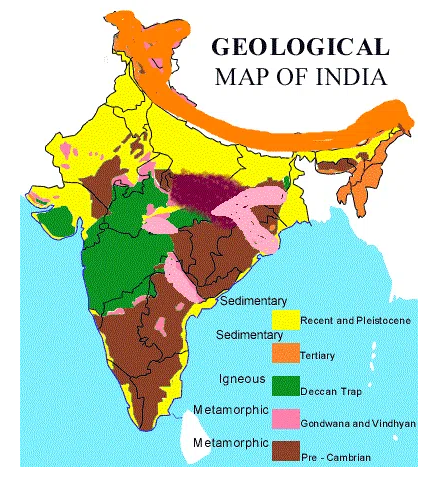 GEOLOGICAL
MAP OF INDIA
Sedimentary
Recent and Pleistocene
Sedimentary
Tertiary
Igneous
Deccan Trap
Metamorphic
Gondwana and Vindhyan
Metamorphic
Pre - Cambrian